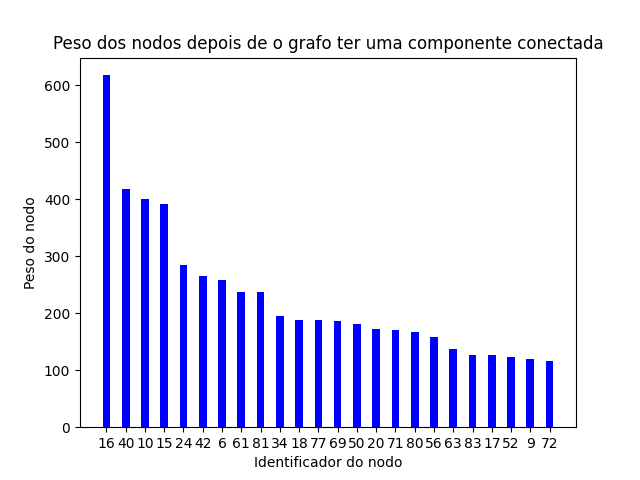 Peso dos nodos depois de o grafo ter uma componente conectada
Peso do nodo
600
500
400
300
200
100
0
16 40 10 15 24 42 6 61 81 34 18 77 69 50 20 71 80 56 63 83 17 52 9 72
Identificador do nodo